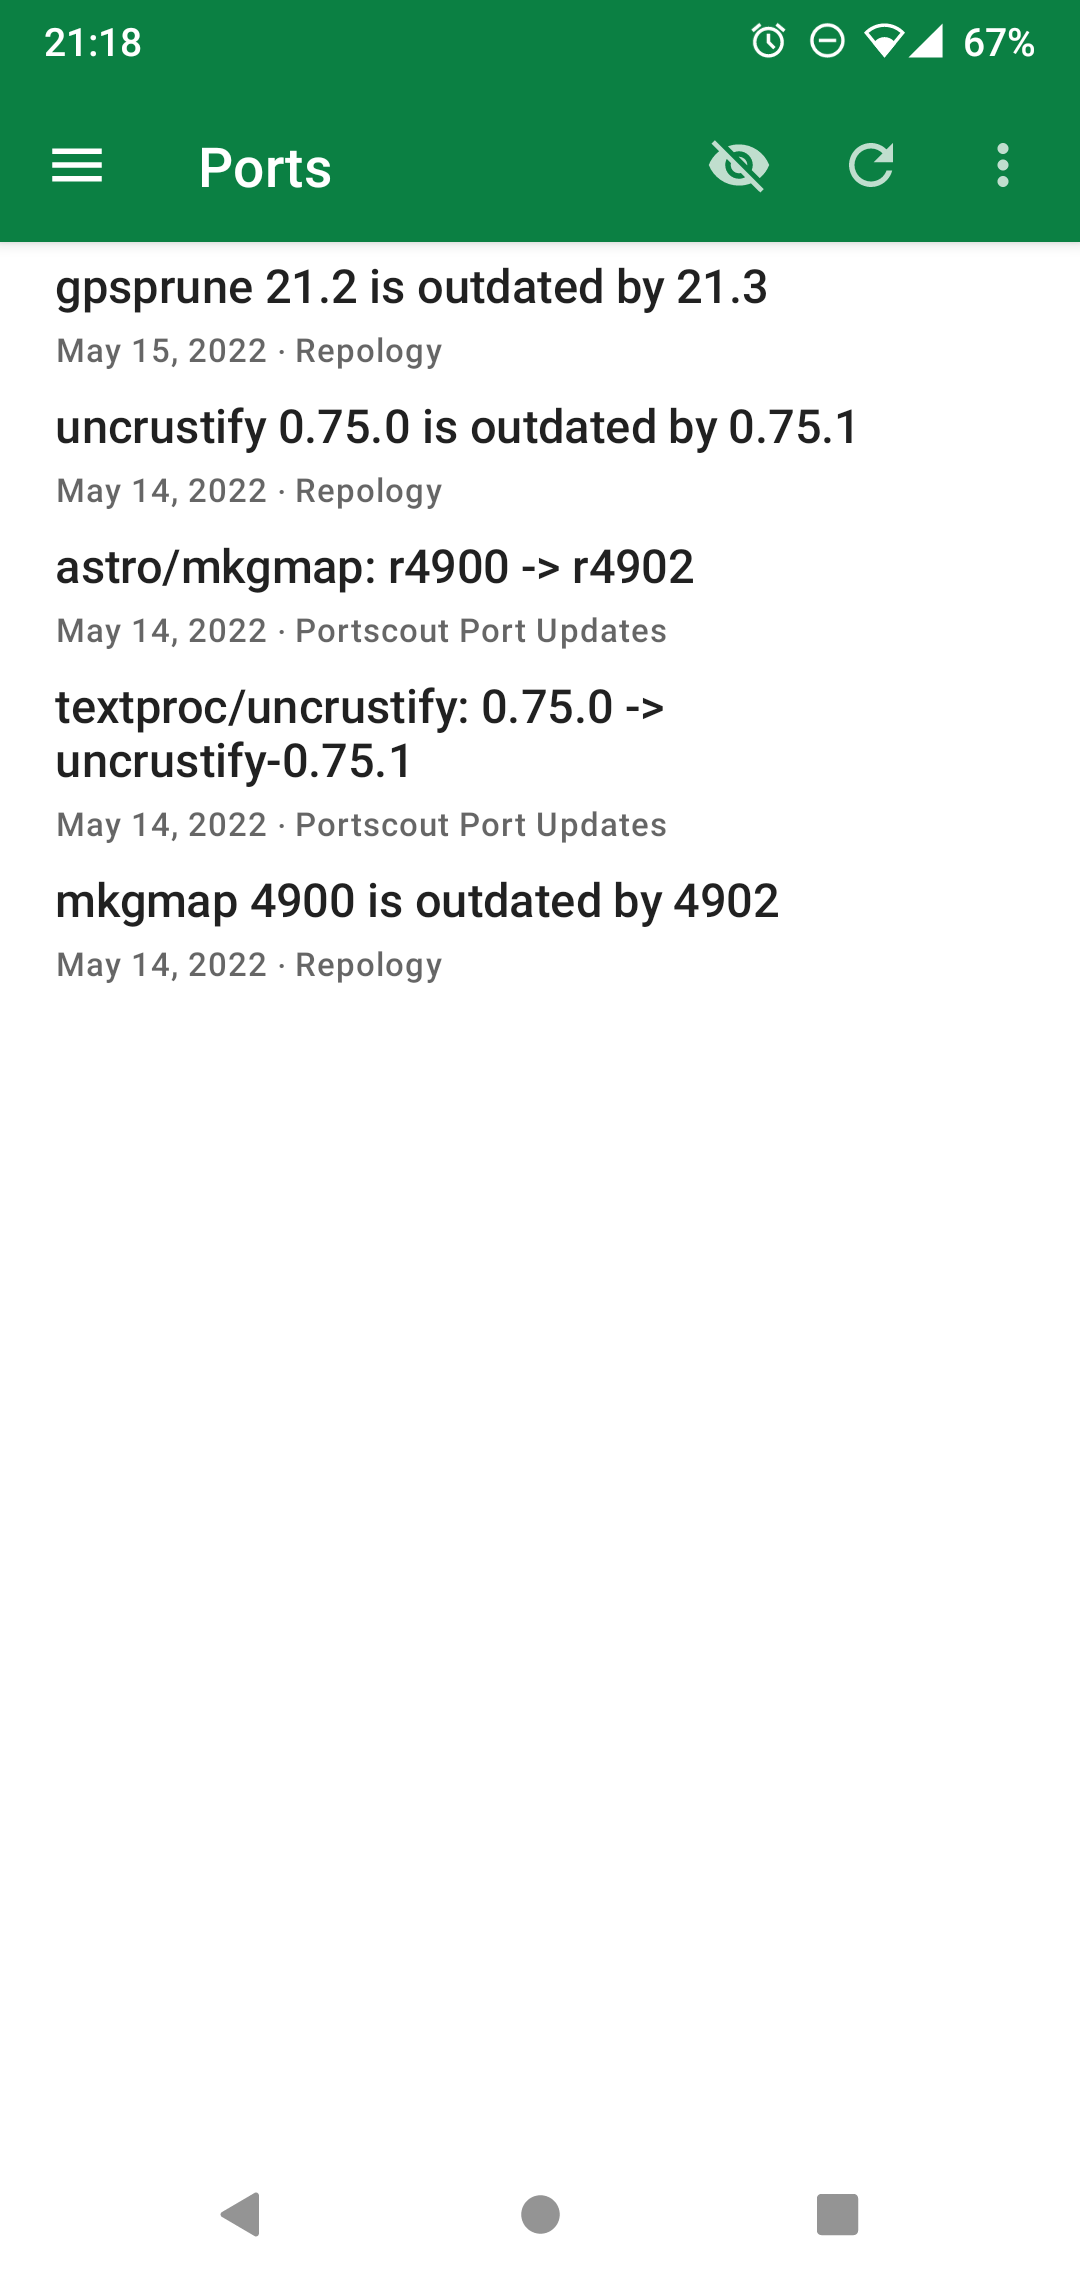 21:18
67%
Ports
gpsprune 21.2 is outdated by 21.3
May 15, 2022 · Repology
uncrustify 0.75.0 is outdated by 0.75.1
May 14, 2022 · Repology
astro/mkgmap: r4900 -> r4902
May 14, 2022 · Portscout Port Updates
textproc/uncrustify: 0.75.0 ->
uncrustify-0.75.1
May 14, 2022 · Portscout Port Updates
mkgmap 4900 is outdated by 4902
May 14, 2022 · Repology